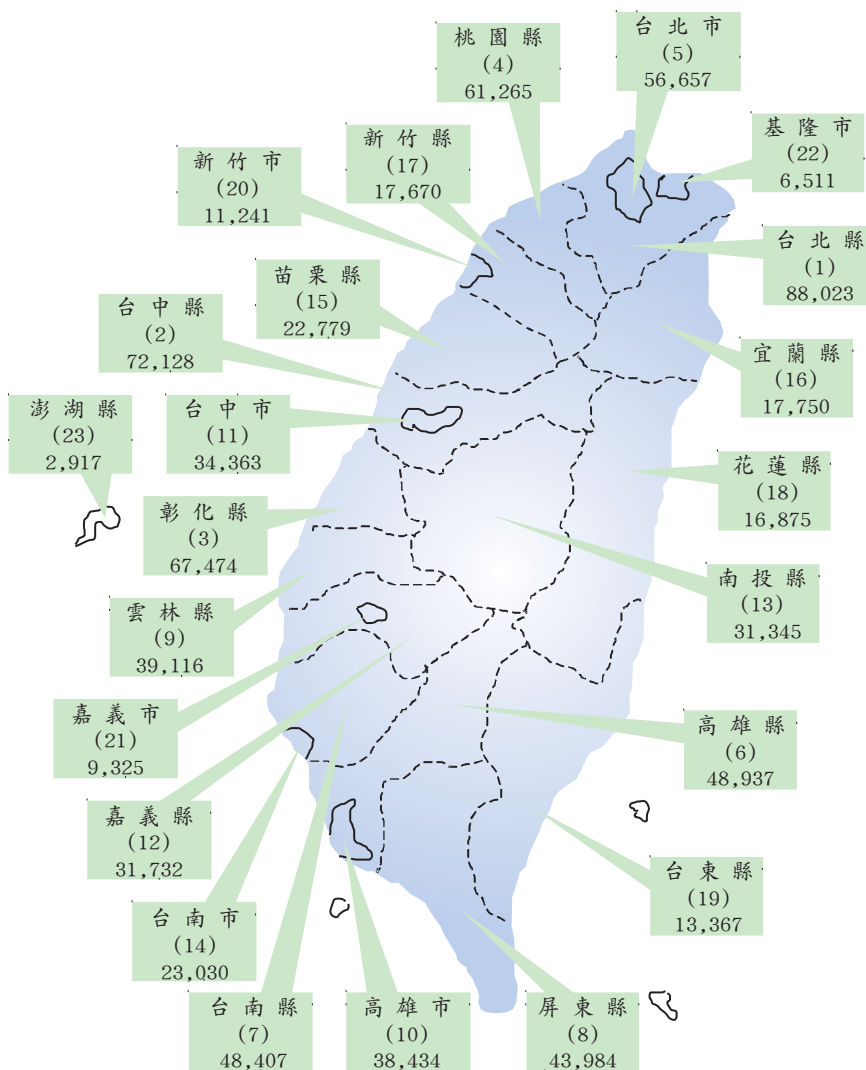 桃園縣
(4)
61,265
台北市
(5)
56,657
基隆市
(22)
6,511
新竹縣
(17)
17,670
新竹市
(20)
11,241
台北縣
(1)
88,023
苗栗縣
(15)
22,779
台中縣
(2)
72,128
宜蘭縣
(16)
17,750
澎湖縣
(23)
2,917
台中市
(11)
34,363
花蓮縣
(18)
16,875
彰化縣
(3)
67,474
南投縣
(13)
31,345
雲林縣
(9)
39,116
嘉義市
(21)
9,325
高雄縣
(6)
48,937
嘉義縣
(12)
31,732
台東縣
(19)
13,367
台南市
(14)
23,030
台南縣
(7)
48,407
高雄市
(10)
38,434
屏東縣
(8)
43,984